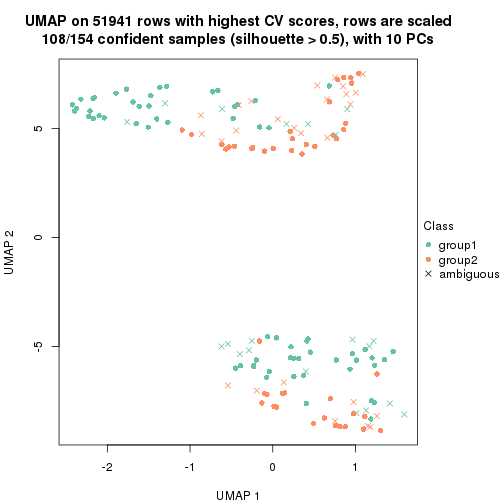 UMAP on 51941 rows with highest CV scores, rows are scaled
108/154 confident samples (silhouette > 0.5), with 10 PCs
5
0
-5
UMAP 2
-2
-1
0
1
UMAP 1
Class
group1
group2
ambiguous